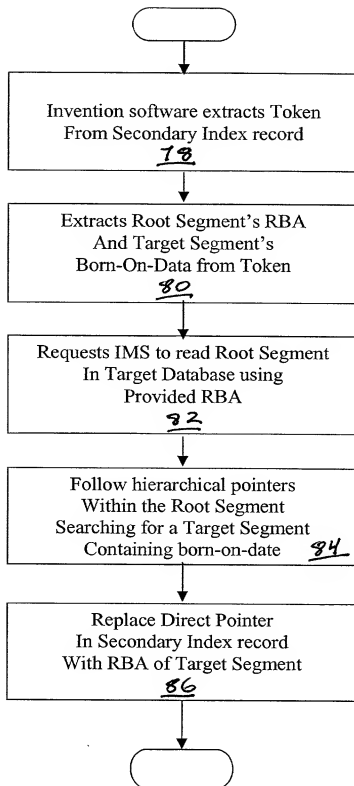 Invention software extracts Token
From Secondary Index record
78
Extracts Root Segment's RBA
And Target Segment's
Born-On-Data from Token
80
Requests IMS to read Root Segment
In Target Database using
Provided RBA
82
Follow hierarchical pointers
Within the Root Segment
Searching for a Target Segment
Containing born-on-date 84
Replace Direct Pointer
In Secondary Index record
With RBA of Target Segment
86